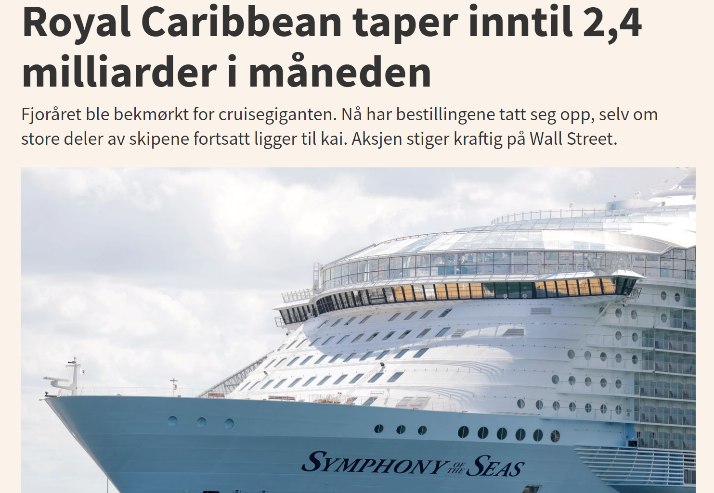 Royal Caribbean taper inntil 2,4
milliarder i måneden
Fjoråret ble bekmørkt for cruisegiganten. Nå har bestillingene tatt seg opp, selv om
store deler av skipene fortsatt ligger til kai. Aksjen stiger kraftig på Wall Street.
SYMPHONY OF THE SEAS